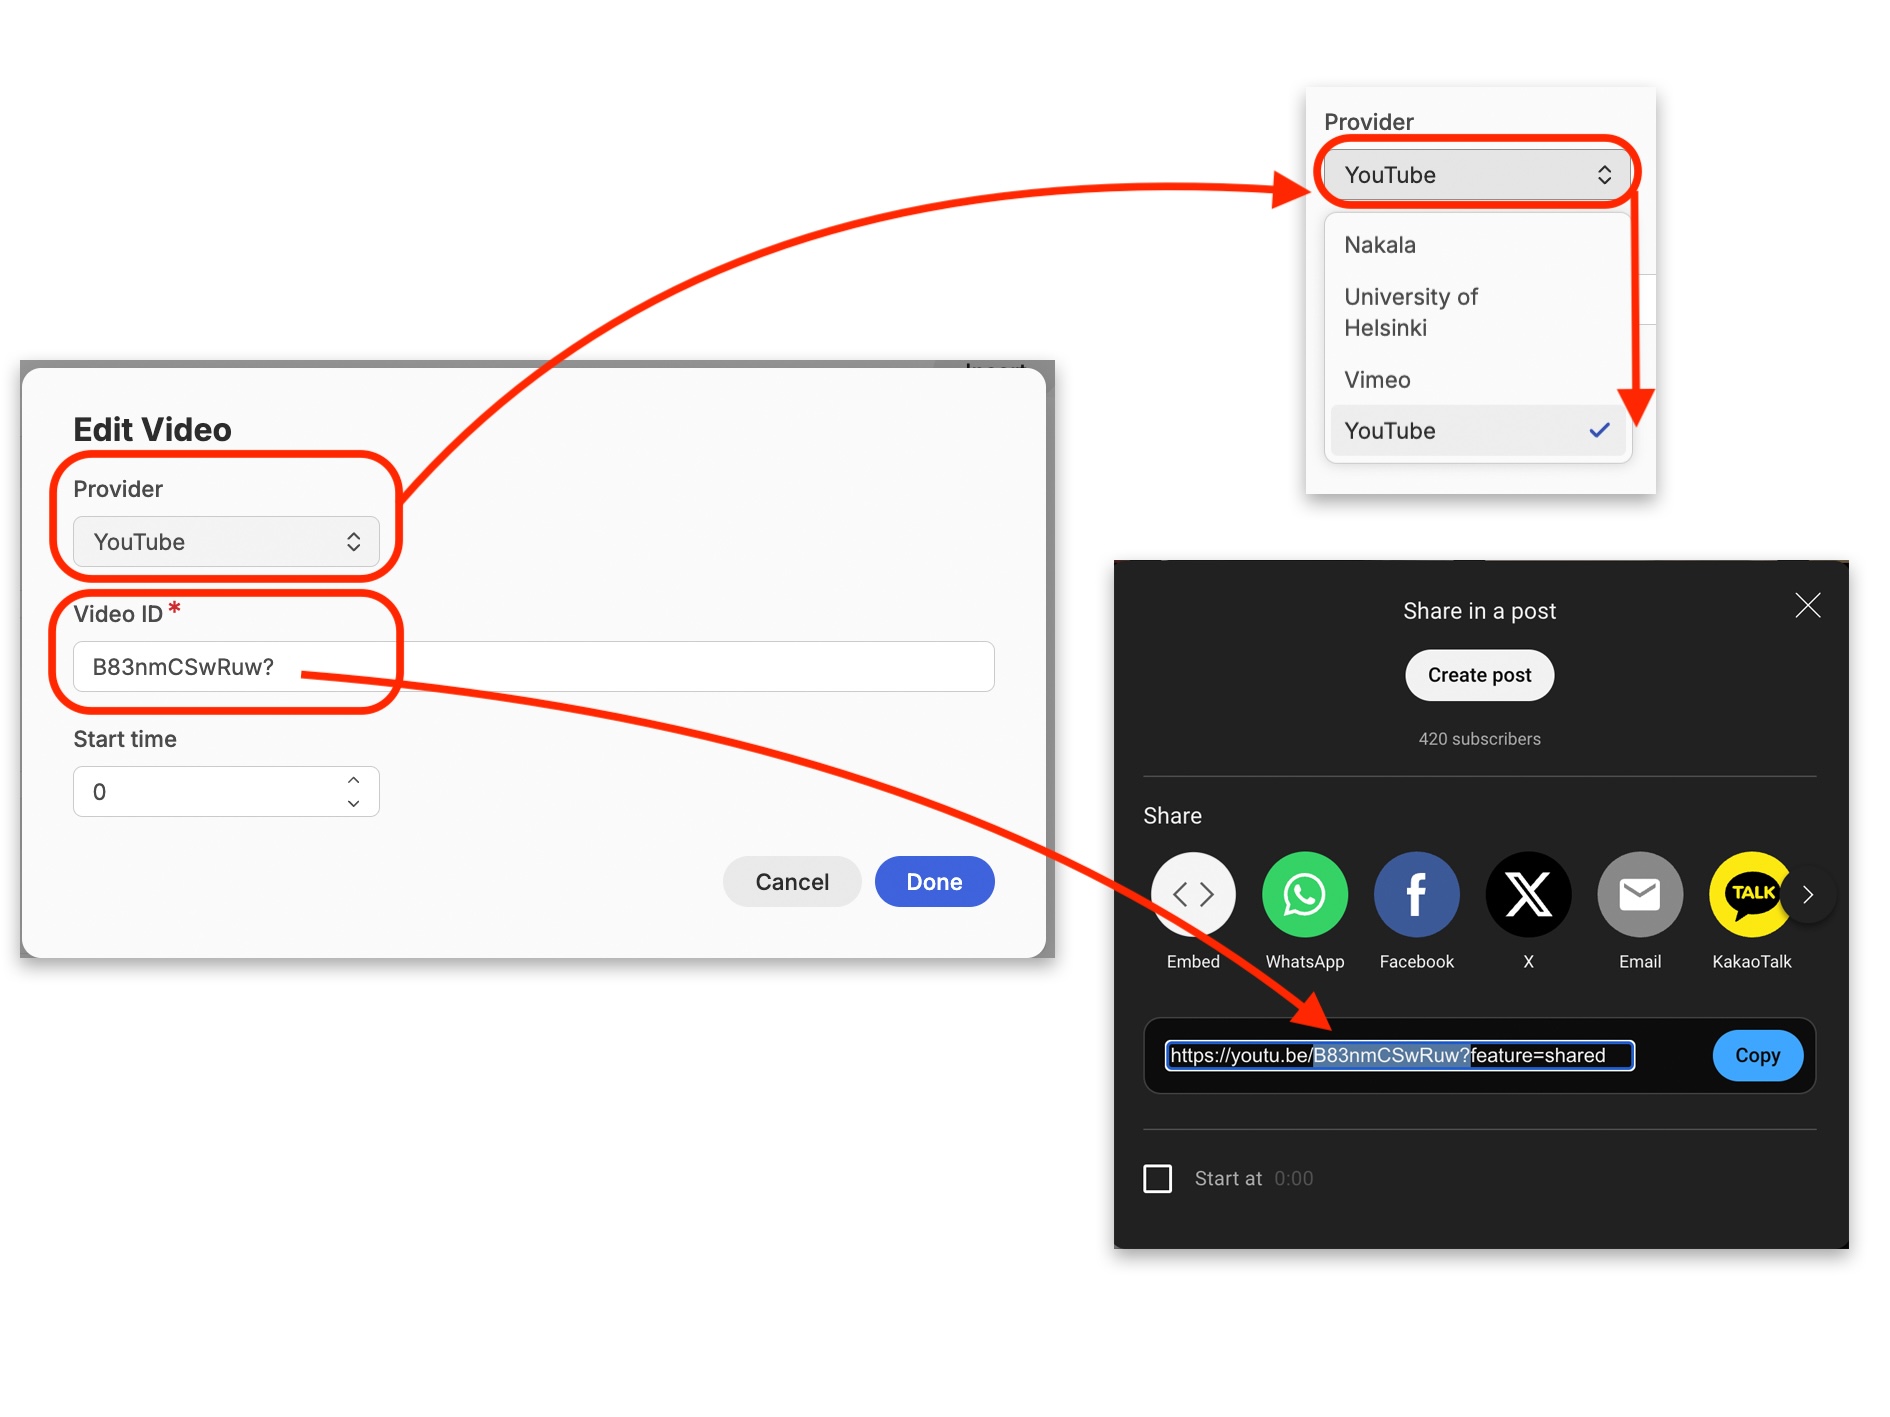 Provider
YouTube
Nakala
University of
Helsinki
Vimeo
YouTube
Edit Video
Provider
YouTube
Video ID *
B83nmCSwRuw?
Start time
0
Cancel
Done
Share in a post
Create post
420 subscribers
Share
TALK
Embed
WhatsApp
Facebook
X
Email
KakaoTalk
https://youtu.be/B83nmCSwRuw?feature=shared
Copy
Start at 0:00